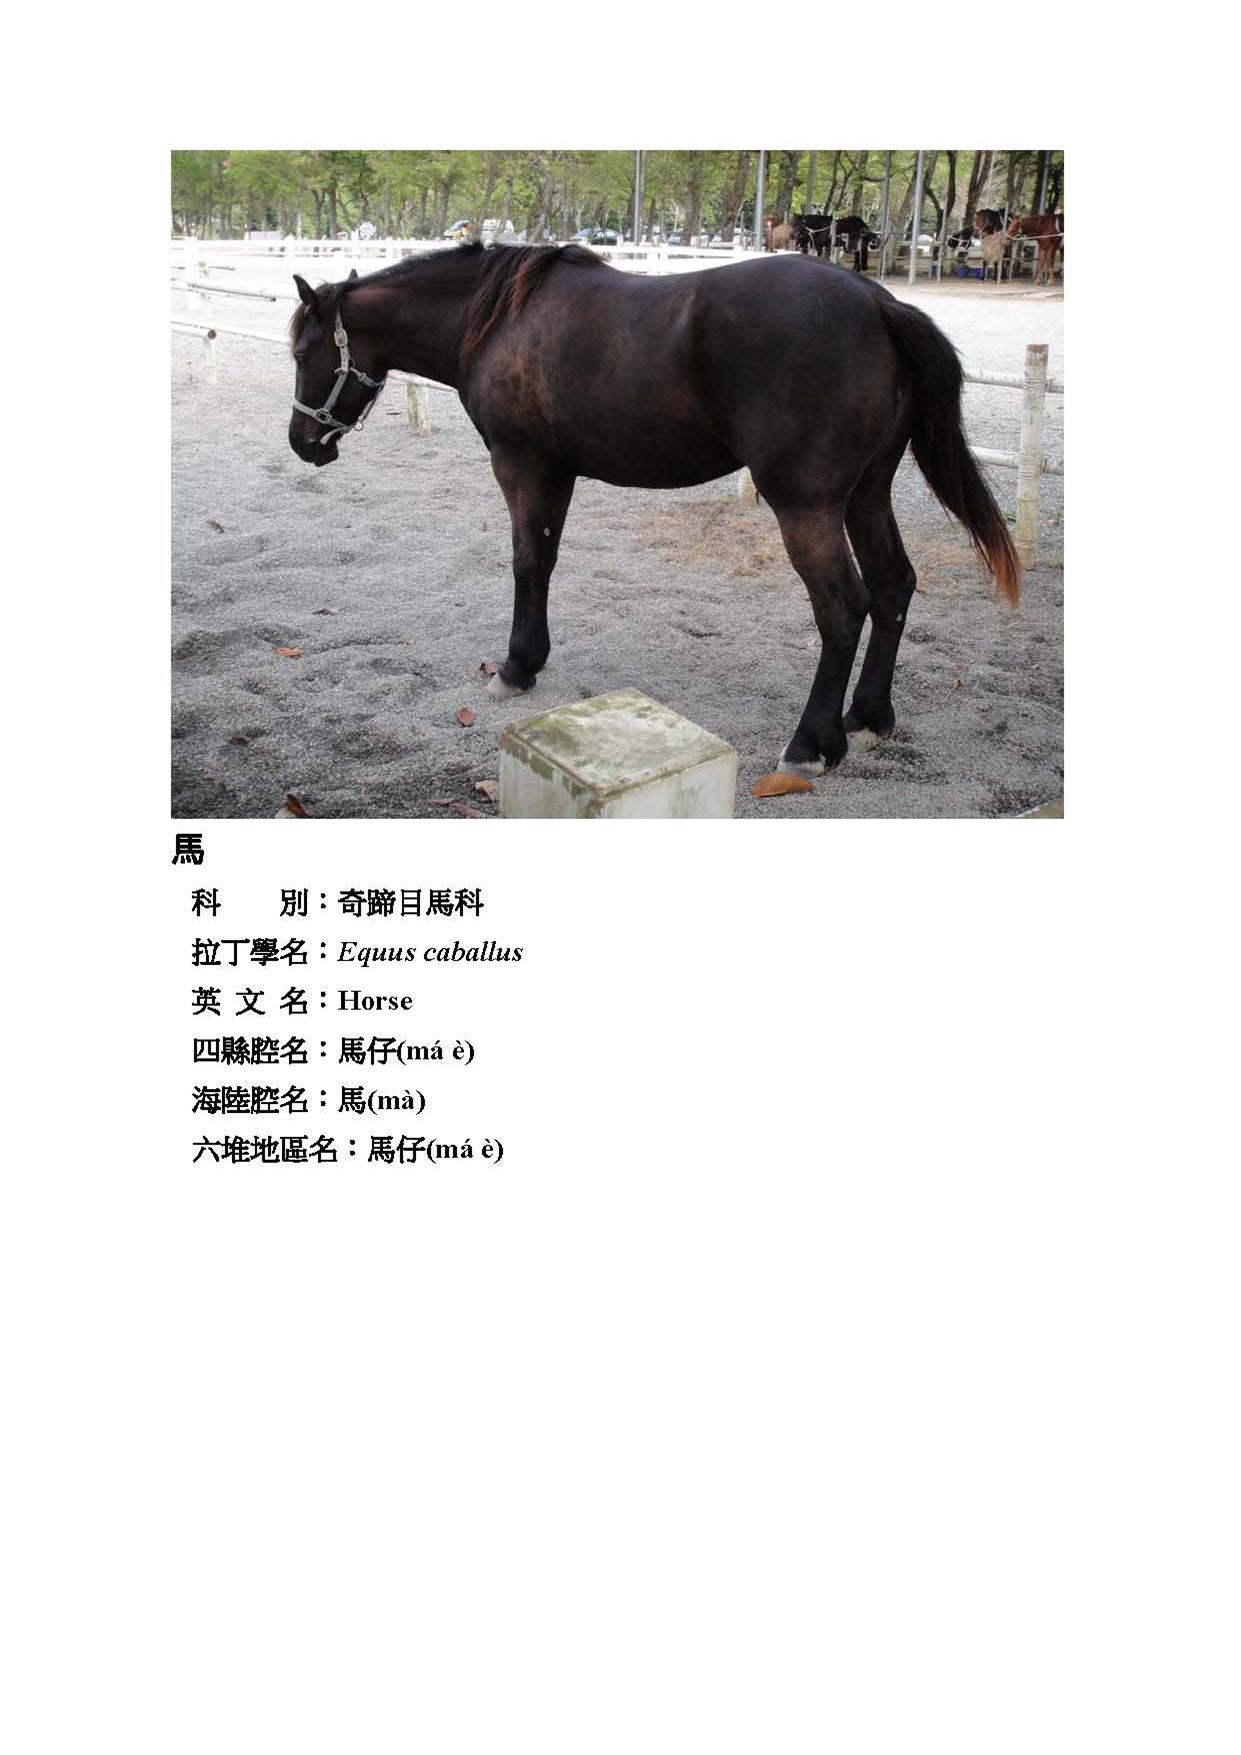 馬
科　　別：奇蹄目馬科
拉丁學名：Equus caballus
英 文 名：Horse
四縣腔名：馬仔(má è)
海陸腔名：馬(mà)
六堆地區名：馬仔(má è)